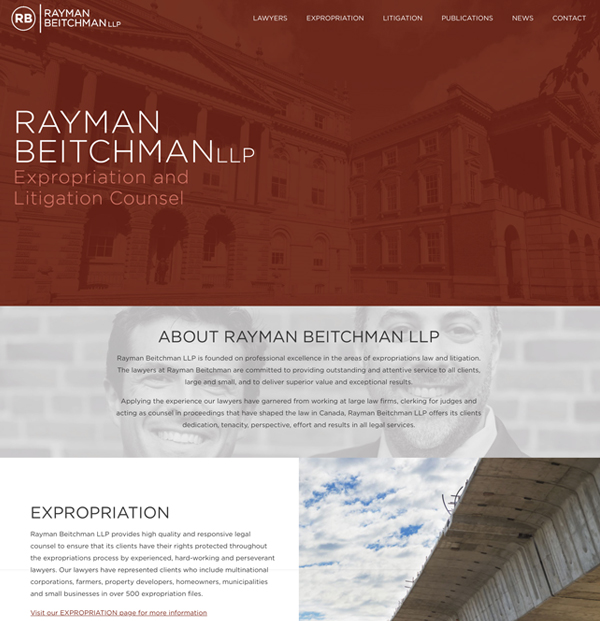 RB
RAYMAN
BEITCHMAN LLP
LAWYERS EXPROPRIATION LITIGATION PUBLICATIONS NEWS CONTACT
RAYMAN
BEITCHMAN LLP
Expropriation and
Litigation Counsel
ABOUT RAYMAN BEITCHMAN LLP
Rayman Beitchman LLP is founded on professional excellence in the areas of expropriations law and litigation.
The lawyers at Rayman Beitchman are committed to providing outstanding and attentive service to all clients,
large and small, and to deliver superior value and exceptional results.
Applying the experience our lawyers have garnered from working at large law firms, clerking for judges and
acting as counsel in proceedings that have shaped the law in Canada, Rayman Beitchman LLP offers its clients
dedication, tenacity, perspective, effort and results in all legal services.
EXPROPRIATION
Rayman Beitchman LLP provides high quality and responsive legal
counsel to ensure that its clients have their rights protected throughout
the expropriations process by experienced, hard-working and perseverant
lawyers. Our lawyers have represented clients who include multinational
corporations, farmers, property developers, homeowners, municipalities
and small businesses in over 500 expropriation files.
Visit our EXPROPRIATION page for more information